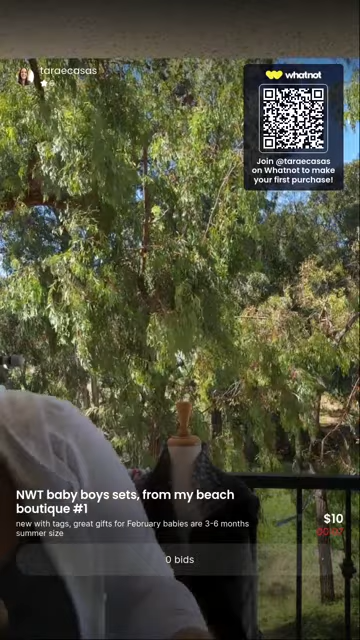 taraecasas
whatnot
Join @taraecasas
on Whatnot to make
your first purchase!
NWT baby boys sets, from my beach
boutique #1
new with tags, great gifts for February babies are 3-6 months
summer size
$10
0 bids